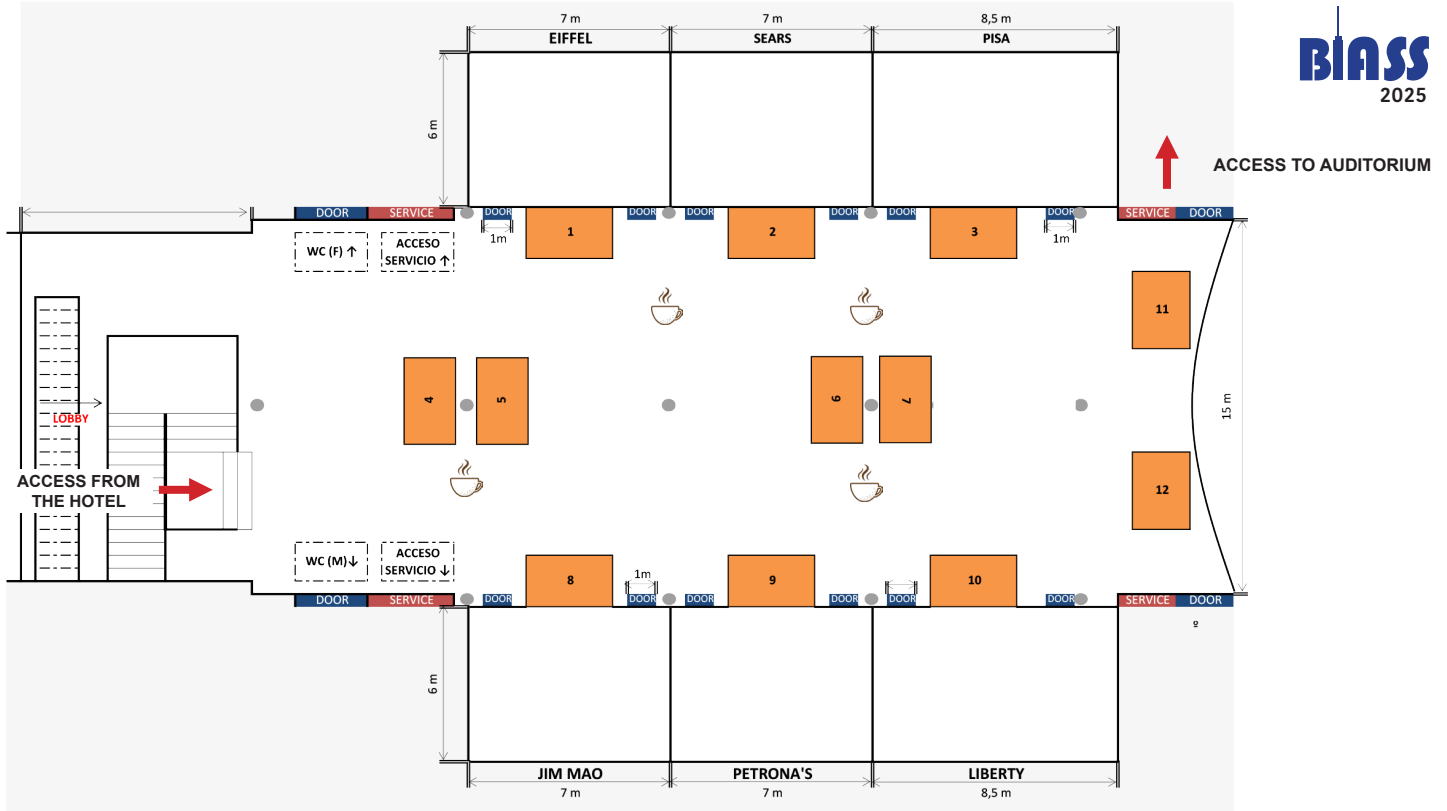 7 m
7 m
8,5 m
EIFFEL
SEARS
PISA
BIASS
2025
6 m
ACCESS TO AUDITORIUM
DOOR
SERVICE
DOOR
DOOR
DOOR
DOOR
DOOR
DOOR
SERVICE
DOOR
WC (F) ↑
ACCESO
SERVICIO ↑
1m
1
2
3
1m
11
4
5
6
7
15 m
LOBBY
ACCESS FROM
THE HOTEL
12
WC (M)↓
ACCESO
SERVICIO ↓
8
1m
9
10
DOOR
SERVICE
DOOR
DOOR
DOOR
DOOR
DOOR
DOOR
SERVICE
DOOR
º
6 m
JIM MAO
PETRONA'S
LIBERTY
7 m
7 m
8,5 m